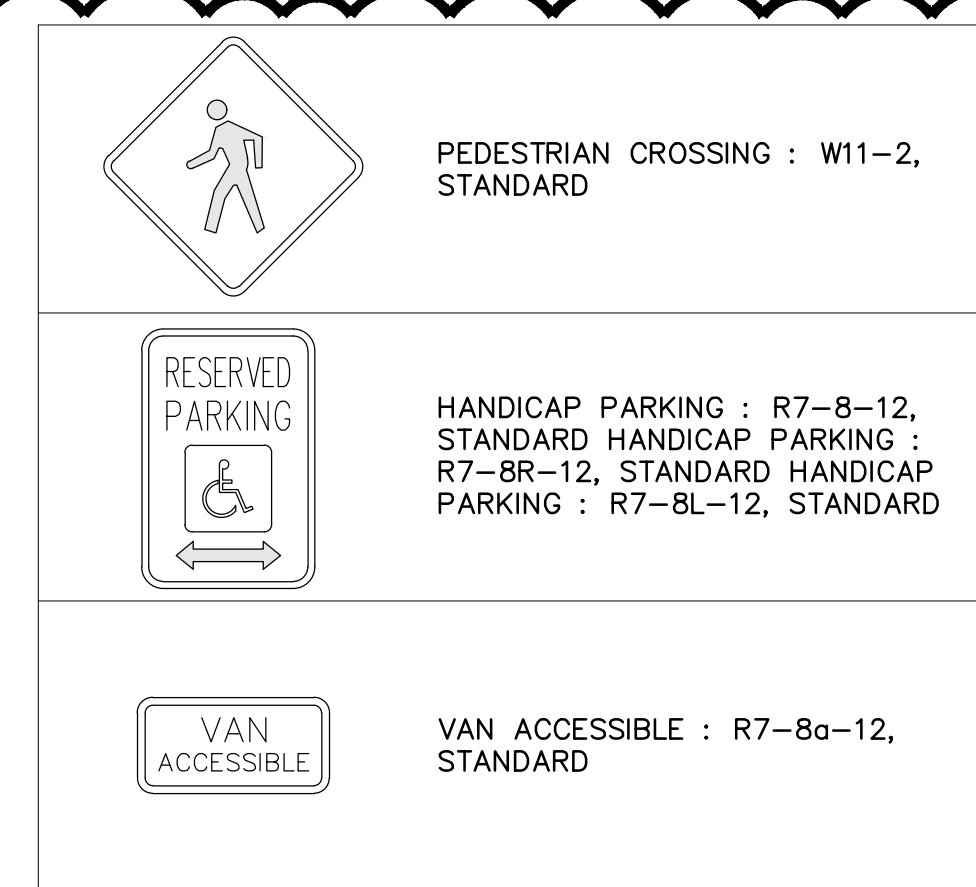 PEDESTRIAN CROSSING : W11-2,
STANDARD
RESERVED
PARKING
HANDICAP PARKING : R7-8-12,
STANDARD HANDICAP PARKING :
R7-8R-12, STANDARD HANDICAP
PARKING : R7-8L-12, STANDARD
VAN
ACCESSIBLE
VAN ACCESSIBLE : R7-8a-12,
STANDARD